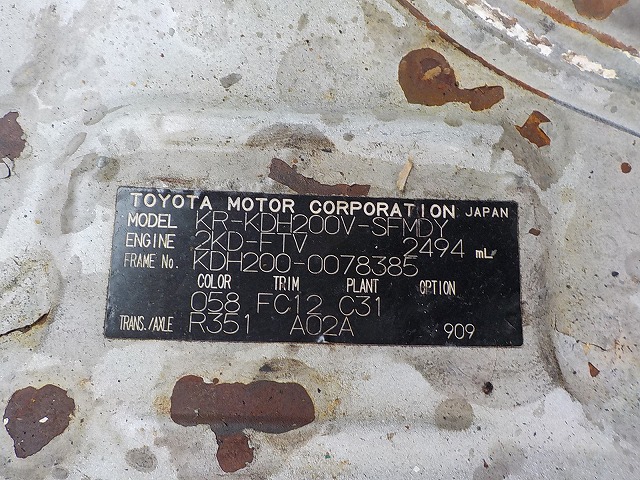 TOYOTA MOTOR CORPORATION JAPAN
MODEL KR-KDH200V-SFMDY
ENGINE 2KD-FTV 2494 mL
FRAME No. KDH200-0078385
COLOR TRIM PLANT OPTION
058 FC12 C31
TRANS./AXLE R351 A02A 909